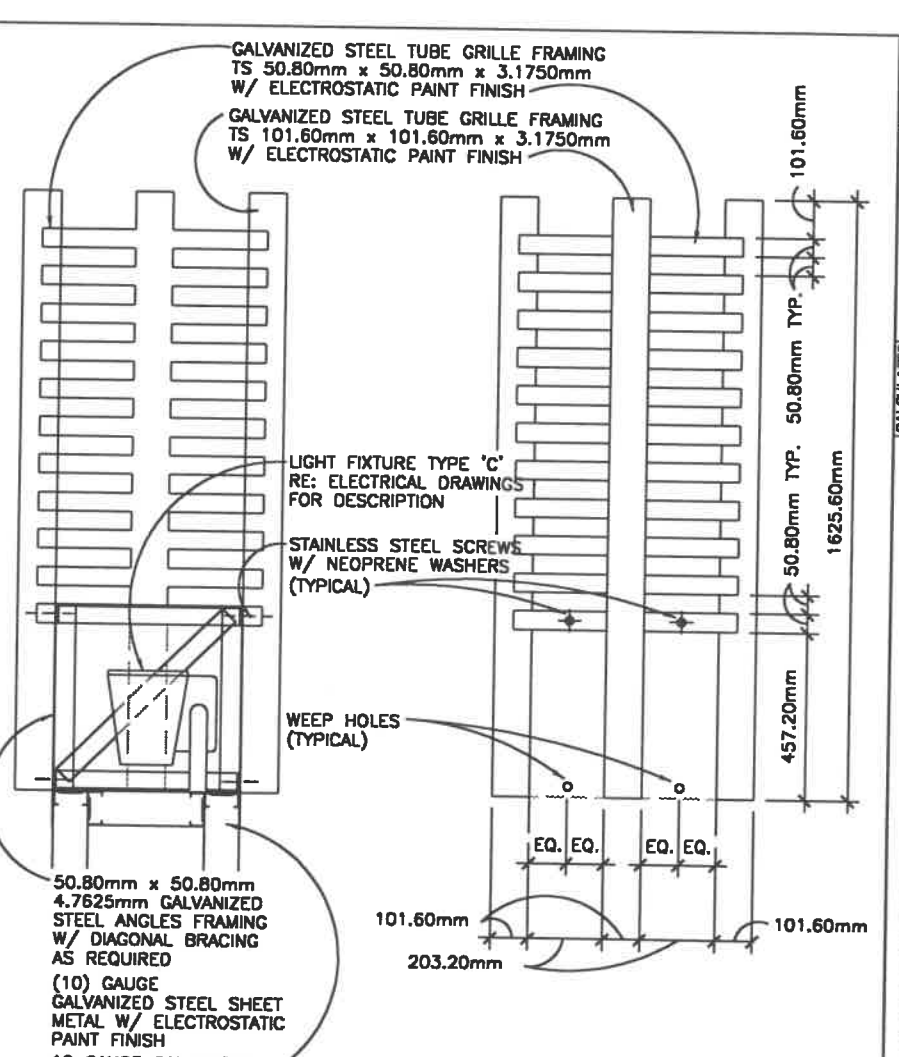 GALVANIZED STEEL TUBE GRILLE FRAMING
TS 50.80mm x 50.80mm x 3.1750mm
W/ ELECTROSTATIC PAINT FINISH
GALVANIZED STEEL TUBE GRILLE FRAMING
TS 101.60mm x 101.60mm x 3.1750mm
W/ ELECTROSTATIC PAINT FINISH
101.60mm
50.80mm TYP.
50.80mm TYP.
1625.60mm
457.20mm
LIGHT FIXTURE TYPE 'C'
RE: ELECTRICAL DRAWINGS
FOR DESCRIPTION
STAINLESS STEEL SCREWS
W/ NEOPRENE WASHERS
(TYPICAL)
WEEP HOLES
(TYPICAL)
EQ. EQ. EQ. EQ.
101.60mm
203.20mm
101.60mm
50.80mm x 50.80mm
4.7625mm GALVANIZED
STEEL ANGLES FRAMING
W/ DIAGONAL BRACING
AS REQUIRED
(10) GAUGE
GALVANIZED STEEL SHEET
METAL W/ ELECTROSTATIC
PAINT FINISH